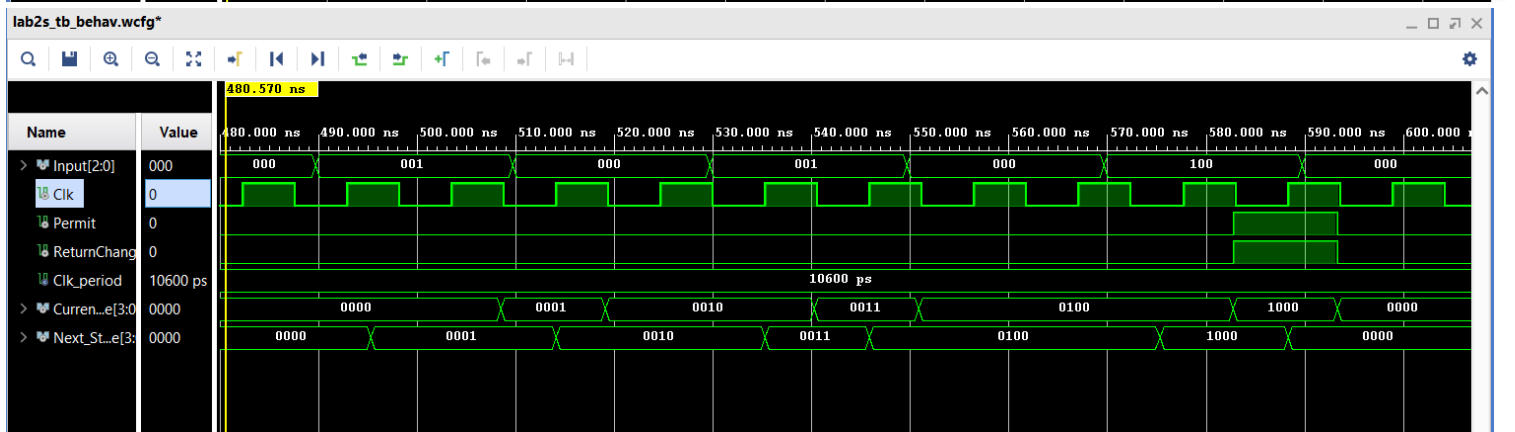 lab2s_tb_behav.wcfg*
480.570 ns
Name Value
480.000 ns 490.000 ns 500.000 ns 510.000 ns 520.000 ns 530.000 ns 540.000 ns 550.000 ns 560.000 ns 570.000 ns 580.000 ns 590.000 ns 600.000
Input[2:0] 000 000 001 000 001 000 100 000
Clk 0
Permit 0
ReturnChang 0
Clk_period 10600 ps 10600 ps
Curren...e[3:0 0000 0000 0001 0010 0011 0100 1000 0000
Next_St...e[3: 0000 0000 0001 0010 0011 0100 1000 0000